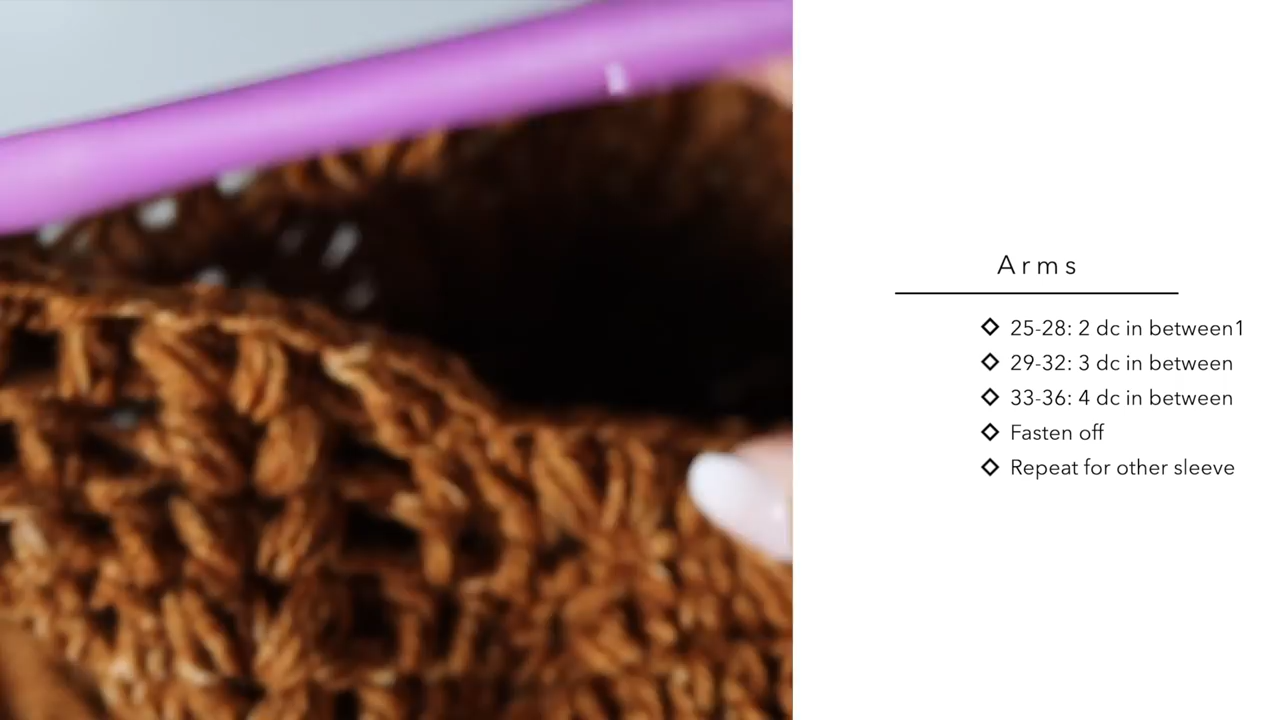 Arms
25-28: 2 dc in between1
29-32: 3 dc in between
33-36: 4 dc in between
Fasten off
Repeat for other sleeve